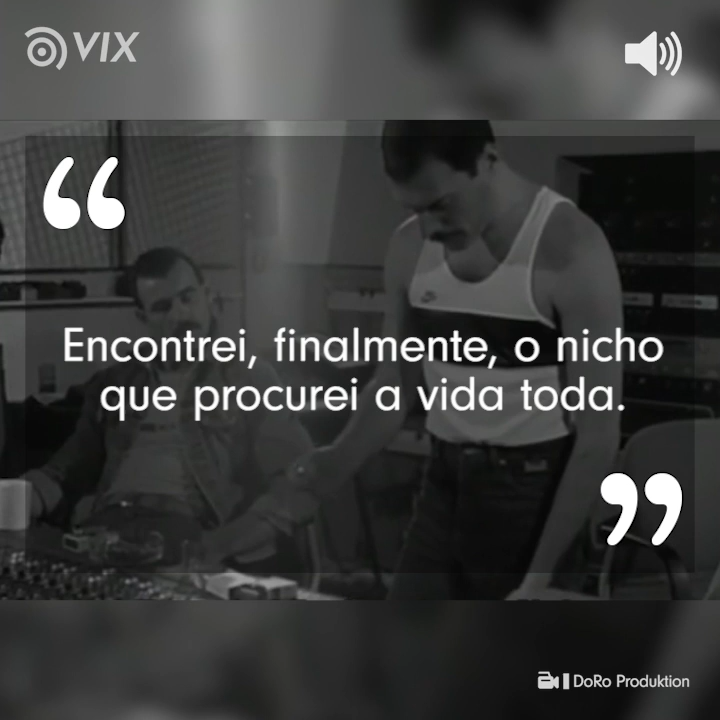 VIX
“
Encontrei, finalmente, o nicho
que procurei a vida toda.
”
DoRo Produktion